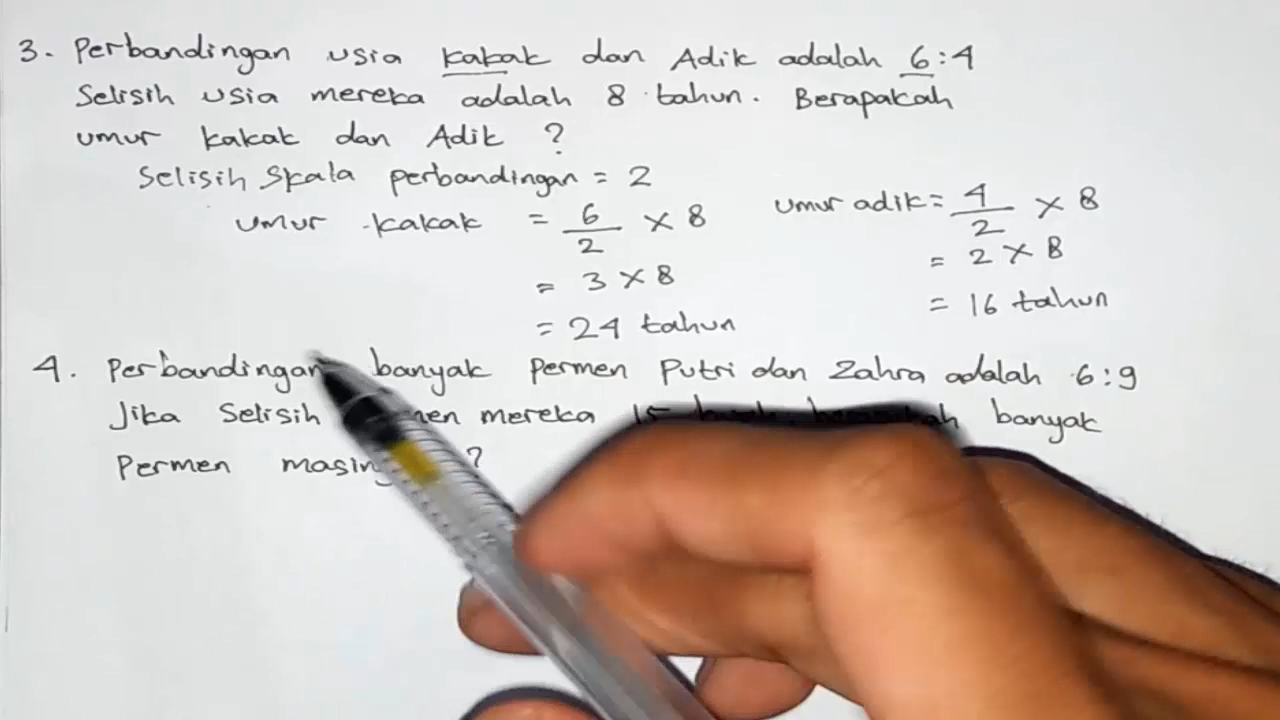 3. Perbandingan usia kakak dan Adik adalah 6:4
Selisih usia mereka adalah 8 tahun. Berapakah
umur kakak dan Adik ?
Selisih Skala perbandingan = 2
umur kakak = 6/2 × 8
= 3 × 8
= 24 tahun
umur adik = 4/2 × 8
= 2 × 8
= 16 tahun
4. Perbandingan banyak permen Putri dan Zahra adalah 6:9
Jika Selisih mereka 15 banyak
Permen ?